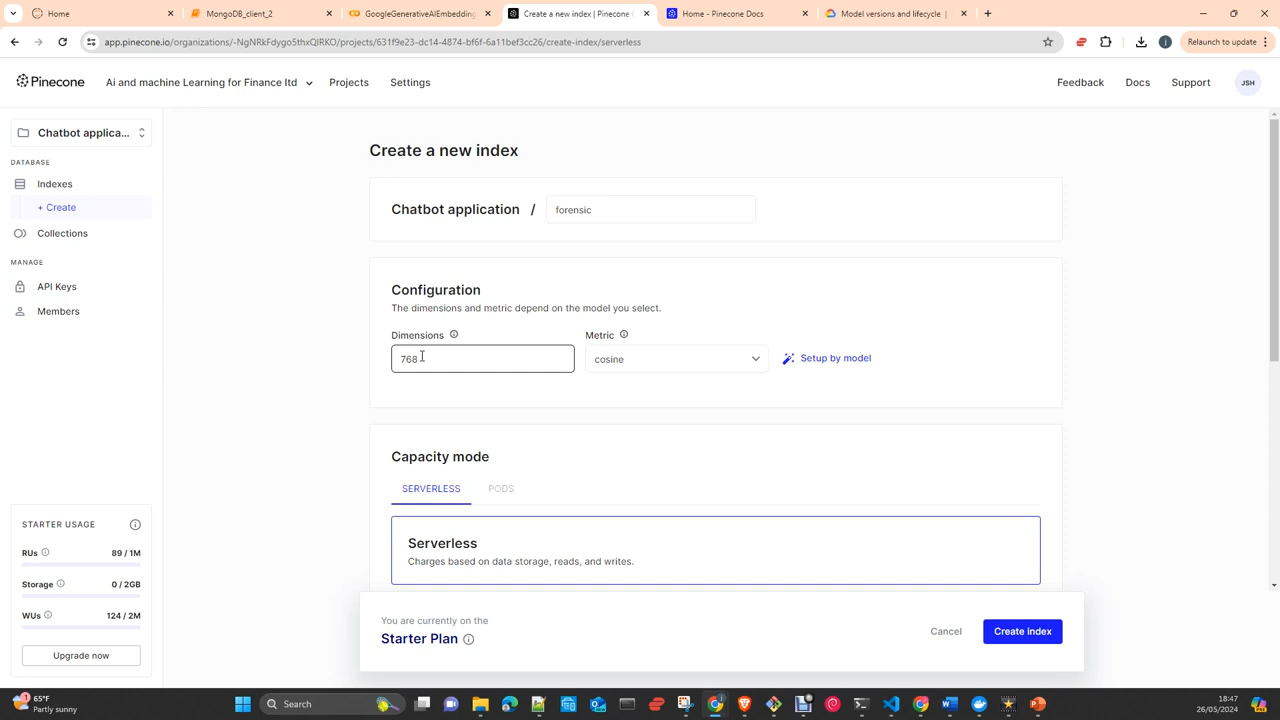 Home
MongoDB_client_2
GoogleGenerativeAIEmbedding
Create a new index | Pinecone C
Home - Pinecone Docs
Model versions and lifecycle |
app.pinecone.io/organizations/-NgNRkFdygo5thxQIRKO/projects/631f9e23-dc14-4874-bf6f-6a11bef3cc26/create-index/serverless
Relaunch to update
Pinecone
Ai and machine Learning for Finance ltd
Projects
Settings
Feedback
Docs
Support
JSH
Chatbot applica...
DATABASE
Indexes
+ Create
Collections
MANAGE
API Keys
Members
STARTER USAGE
RUs 89 / 1M
Storage 0 / 2GB
WUs 124 / 2M
Upgrade now
Create a new index
Chatbot application / forensic
Configuration
The dimensions and metric depend on the model you select.
Dimensions
Metric
768
cosine
Setup by model
Capacity mode
SERVERLESS
PODS
Serverless
Charges based on data storage, reads, and writes.
You are currently on the
Starter Plan
Cancel
Create index
1
65°F
Partly sunny
Search
18:47
26/05/2024